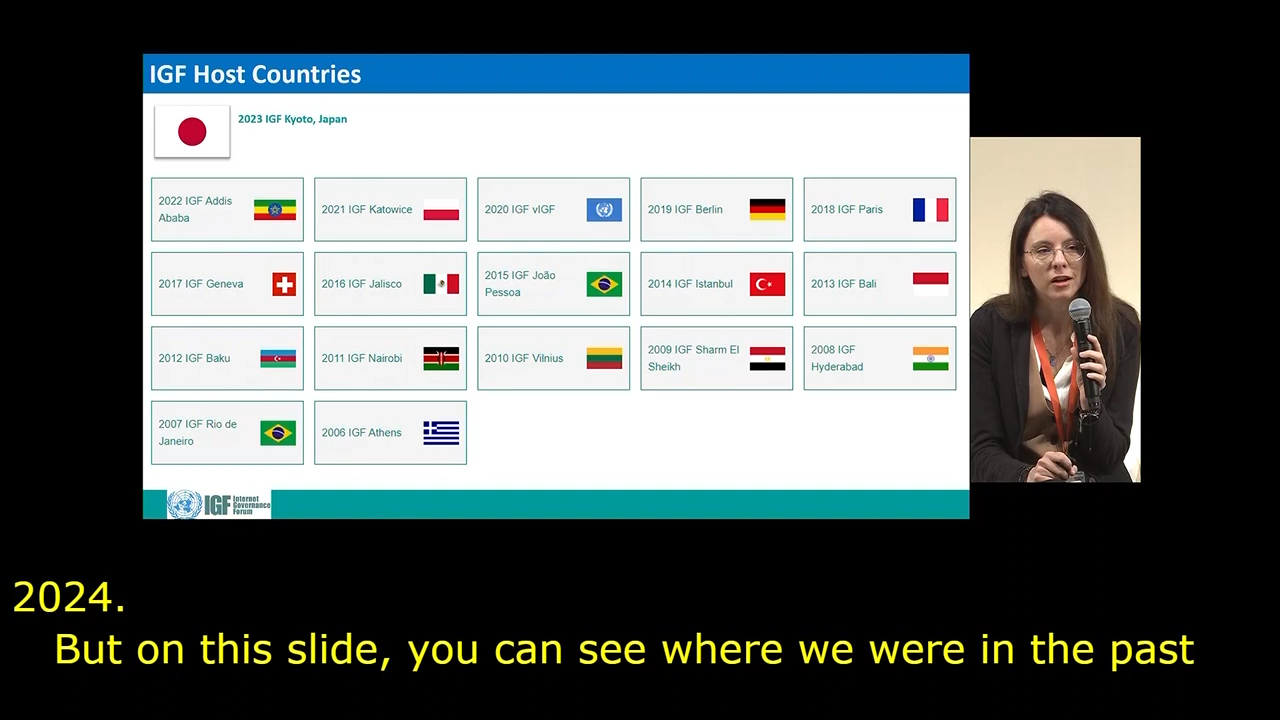 IGF Host Countries
2023 IGF Kyoto, Japan
2022 IGF Addis
Ababa
2021 IGF Katowice
2020 IGF vIGF
2019 IGF Berlin
2018 IGF Paris
2017 IGF Geneva
2016 IGF Jalisco
2015 IGF João
Pessoa
2014 IGF Istanbul
2013 IGF Bali
2012 IGF Baku
2011 IGF Nairobi
2010 IGF Vilnius
2009 IGF Sharm El
Sheikh
2008 IGF
Hyderabad
2007 IGF Rio de
Janeiro
2006 IGF Athens
IGF
Internet
Governance
Forum
2024.
But on this slide, you can see where we were in the past